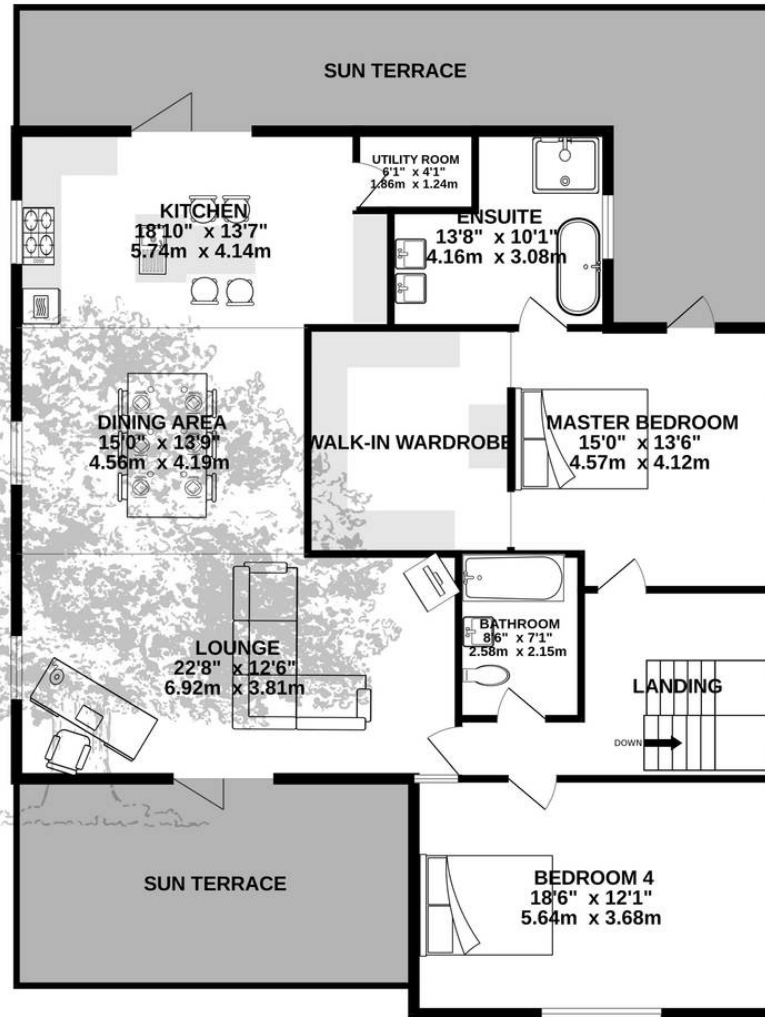 SUN TERRACE
UTILITY ROOM
6'1" x 4'1"
1.86m x 1.24m
KITCHEN
18'10" x 13'7"
5.74m x 4.14m
ENSUITE
13'8" x 10'1"
4.16m x 3.08m
DINING AREA
15'0" x 13'9"
4.56m x 4.19m
WALK-IN WARDROBE
MASTER BEDROOM
15'0" x 13'6"
4.57m x 4.12m
LOUNGE
22'8" x 12'6"
6.92m x 3.81m
BATHROOM
8'6" x 7'1"
2.58m x 2.15m
LANDING
DOWN
SUN TERRACE
BEDROOM 4
18'6" x 12'1"
5.64m x 3.68m